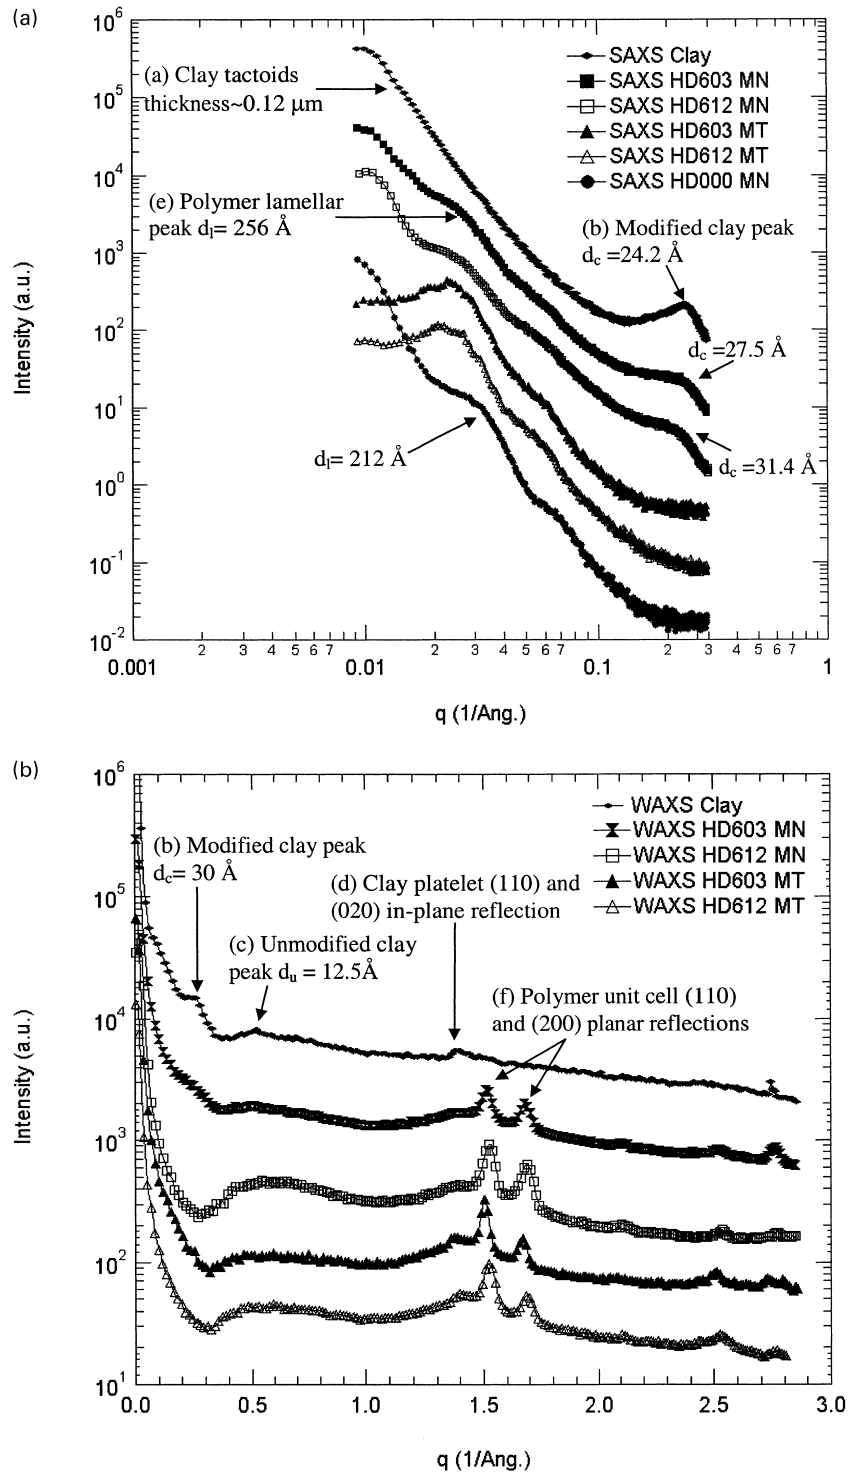 (a)
10^6
10^5
10^4
10^3
10^2
10^1
10^0
10^-1
10^-2
Intensity (a.u.)
SAXS Clay
SAXS HD603 MN
SAXS HD612 MN
SAXS HD603 MT
SAXS HD612 MT
SAXS HD000 MN
(a) Clay tactoids
thickness~0.12 μm
(e) Polymer lamellar
peak dl= 256 Å
(b) Modified clay peak
dc =24.2 Å
dc =27.5 Å
dc =31.4 Å
dl= 212 Å
0.001 2 3 4 5 6 7 0.01 2 3 4 5 6 7 0.1 2 3 4 5 6 7 1
q (1/Ang.)
(b)
10^6
10^5
10^4
10^3
10^2
10^1
Intensity (a.u.)
WAXS Clay
WAXS HD603 MN
WAXS HD612 MN
WAXS HD603 MT
WAXS HD612 MT
(b) Modified clay peak
dc= 30 Å
(c) Unmodified clay
peak du = 12.5Å
(d) Clay platelet (110) and
(020) in-plane reflection
(f) Polymer unit cell (110)
and (200) planar reflections
0.0 0.5 1.0 1.5 2.0 2.5 3.0
q (1/Ang.)